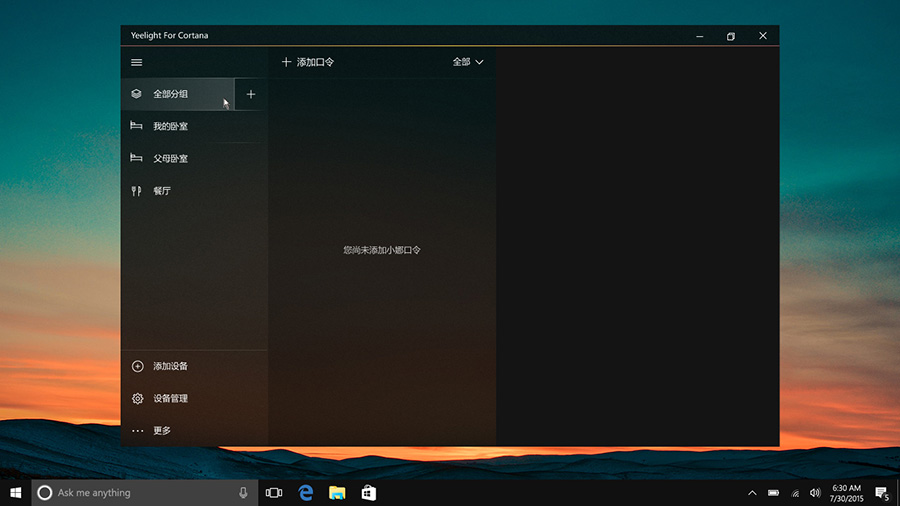 Yeelight For Cortana
添加口令
全部
全部分组
我的卧室
父母卧室
餐厅
您尚未添加小娜口令
添加设备
设备管理
更多
Ask me anything
6:30 AM
7/30/2015
5